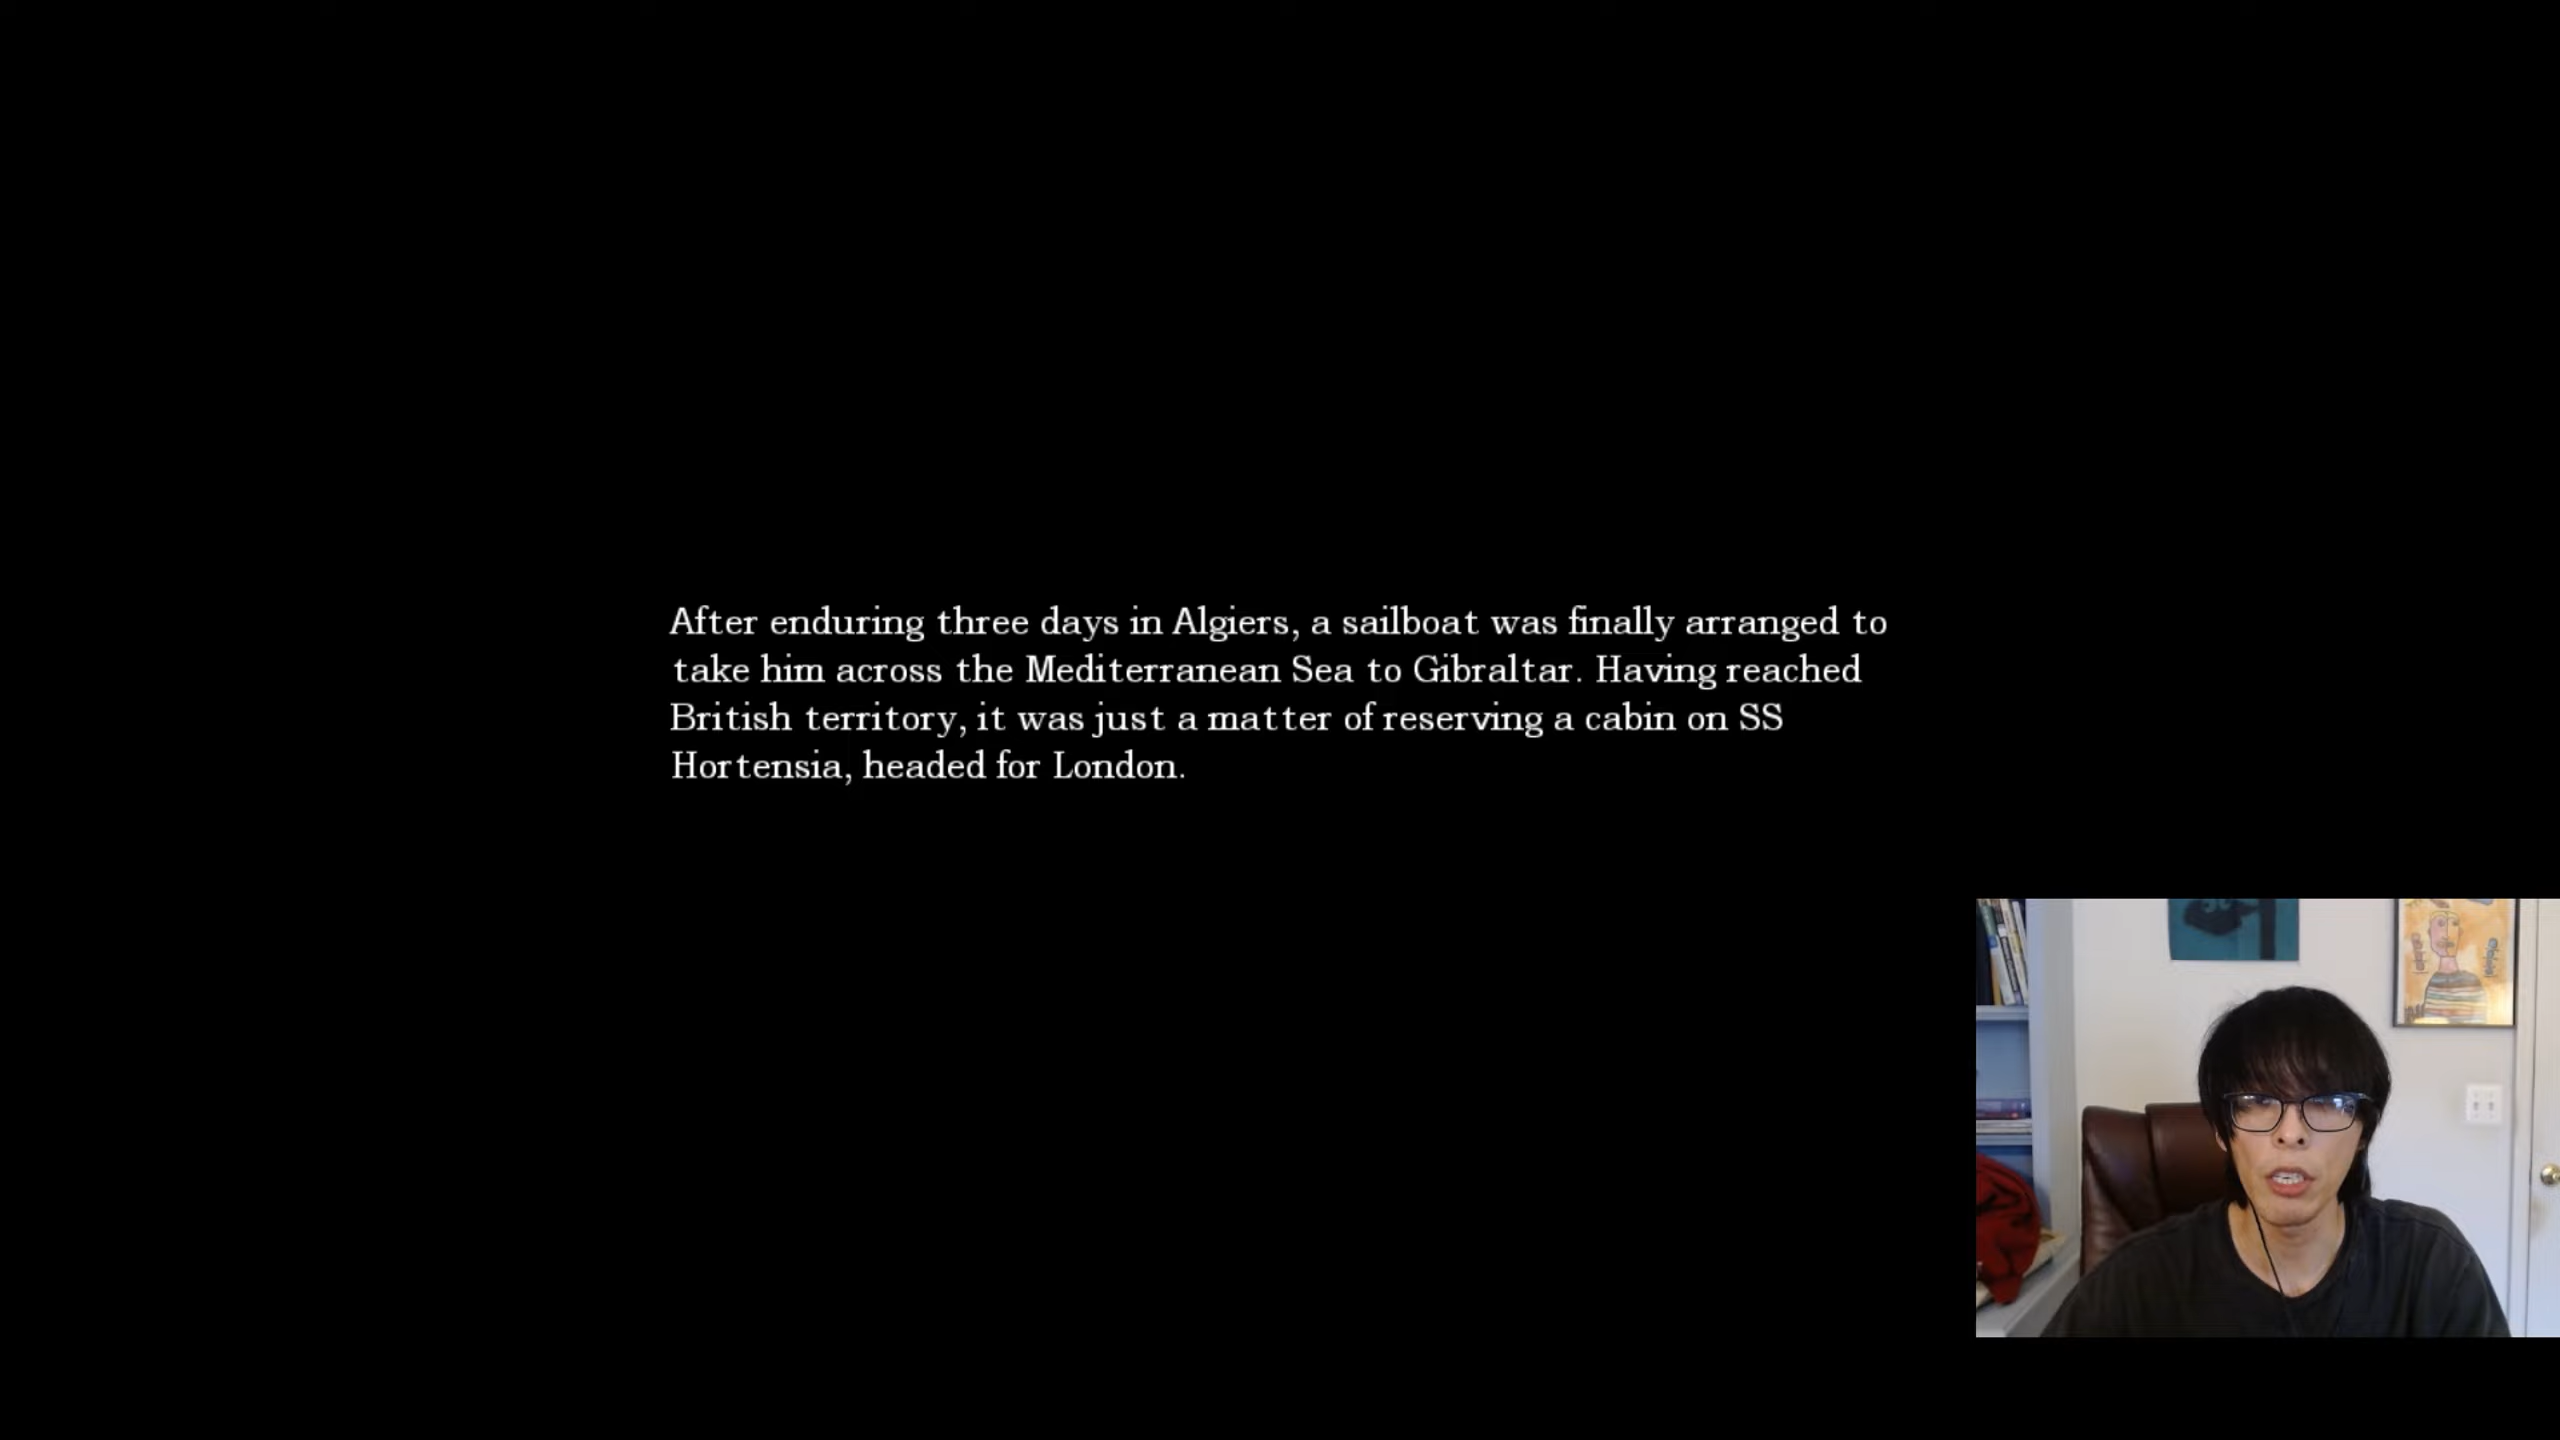 After enduring three days in Algiers, a sailboat was finally arranged to
take him across the Mediterranean Sea to Gibraltar. Having reached
British territory, it was just a matter of reserving a cabin on SS
Hortensia, headed for London.